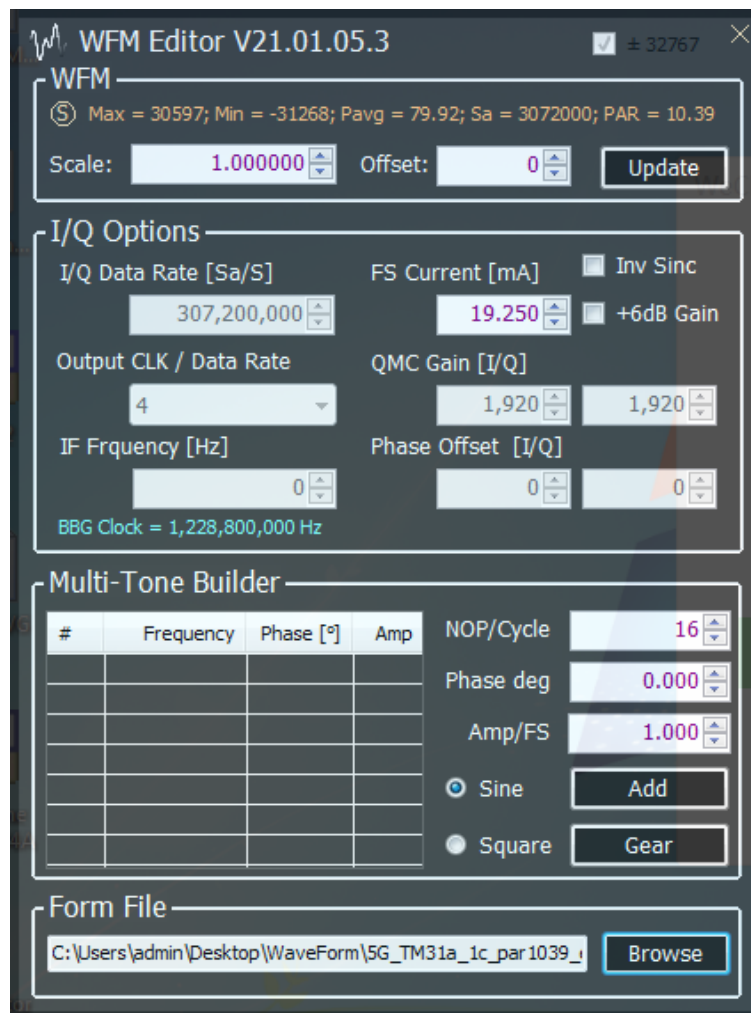 WFM Editor V21.01.05.3 ± 32767
WFM
S Max = 30597; Min = -31268; Pavg = 79.92; Sa = 3072000; PAR = 10.39
Scale: 1.000000 Offset: 0 Update
I/Q Options
I/Q Data Rate [Sa/S] FS Current [mA] Inv Sinc
307,200,000 19.250 +6dB Gain
Output CLK / Data Rate QMC Gain [I/Q]
4 1,920 1,920
IF Frquency [Hz] Phase Offset [I/Q]
0 0 0
BBG Clock = 1,228,800,000 Hz
Multi-Tone Builder
# Frequency Phase [º] Amp NOP/Cycle 16
Phase deg 0.000
Amp/FS 1.000
Sine Add
Square Gear
Form File
C:\Users\admin\Desktop\WaveForm\5G_TM31a_1c_par1039_ Browse